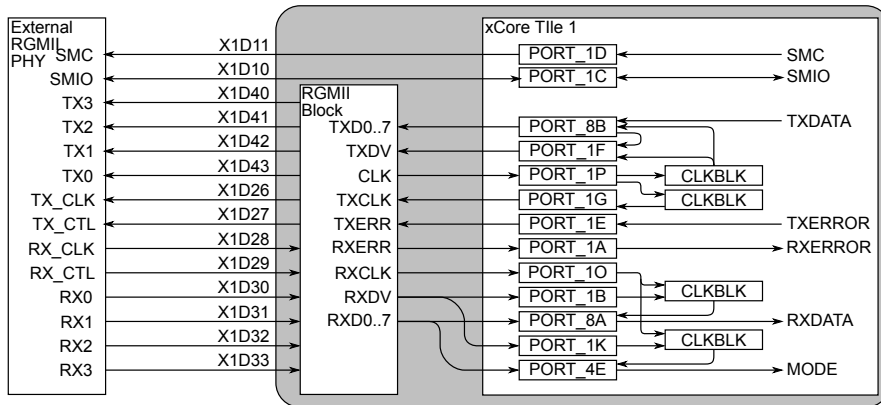 External
RGMII
PHY
xCore TIle 1
SMC X1D11 PORT_1D SMC
SMIO X1D10 PORT_1C SMIO
TX3 X1D40 RGMII
Block
TX2 X1D41 TXD0..7 PORT_8B TXDATA
TX1 X1D42 TXDV PORT_1F
TX0 X1D43 CLK PORT_1P CLKBLK
TX_CLK X1D26 TXCLK PORT_1G CLKBLK
TX_CTL X1D27 TXERR PORT_1E TXERROR
RX_CLK X1D28 RXERR PORT_1A RXERROR
RX_CTL X1D29 RXCLK PORT_1O
RX0 X1D30 RXDV PORT_1B CLKBLK
RX1 X1D31 RXD0..7 PORT_8A RXDATA
RX2 X1D32 PORT_1K CLKBLK
RX3 X1D33 PORT_4E MODE